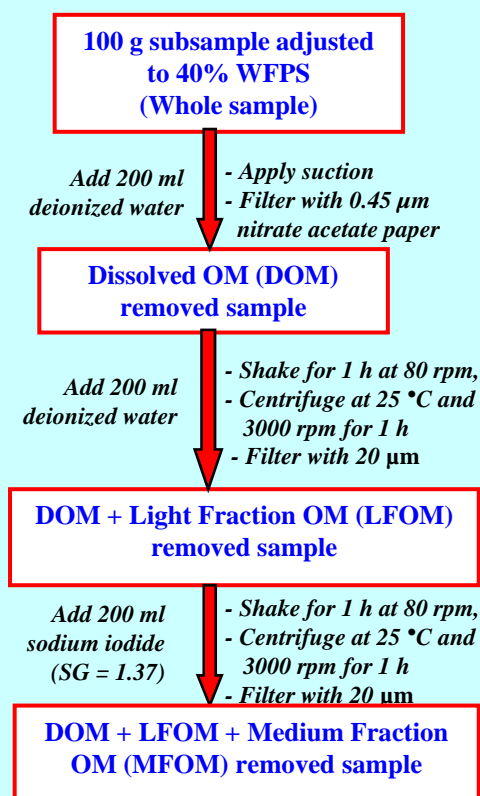 100 g subsample adjusted
to 40% WFPS
(Whole sample)
Add 200 ml
deionized water
- Apply suction
- Filter with 0.45 µm
nitrate acetate paper
Dissolved OM (DOM)
removed sample
Add 200 ml
deionized water
- Shake for 1 h at 80 rpm,
- Centrifuge at 25 °C and
3000 rpm for 1 h
- Filter with 20 µm
DOM + Light Fraction OM (LFOM)
removed sample
Add 200 ml
sodium iodide
(SG = 1.37)
- Shake for 1 h at 80 rpm,
- Centrifuge at 25 °C and
3000 rpm for 1 h
- Filter with 20 µm
DOM + LFOM + Medium Fraction
OM (MFOM) removed sample